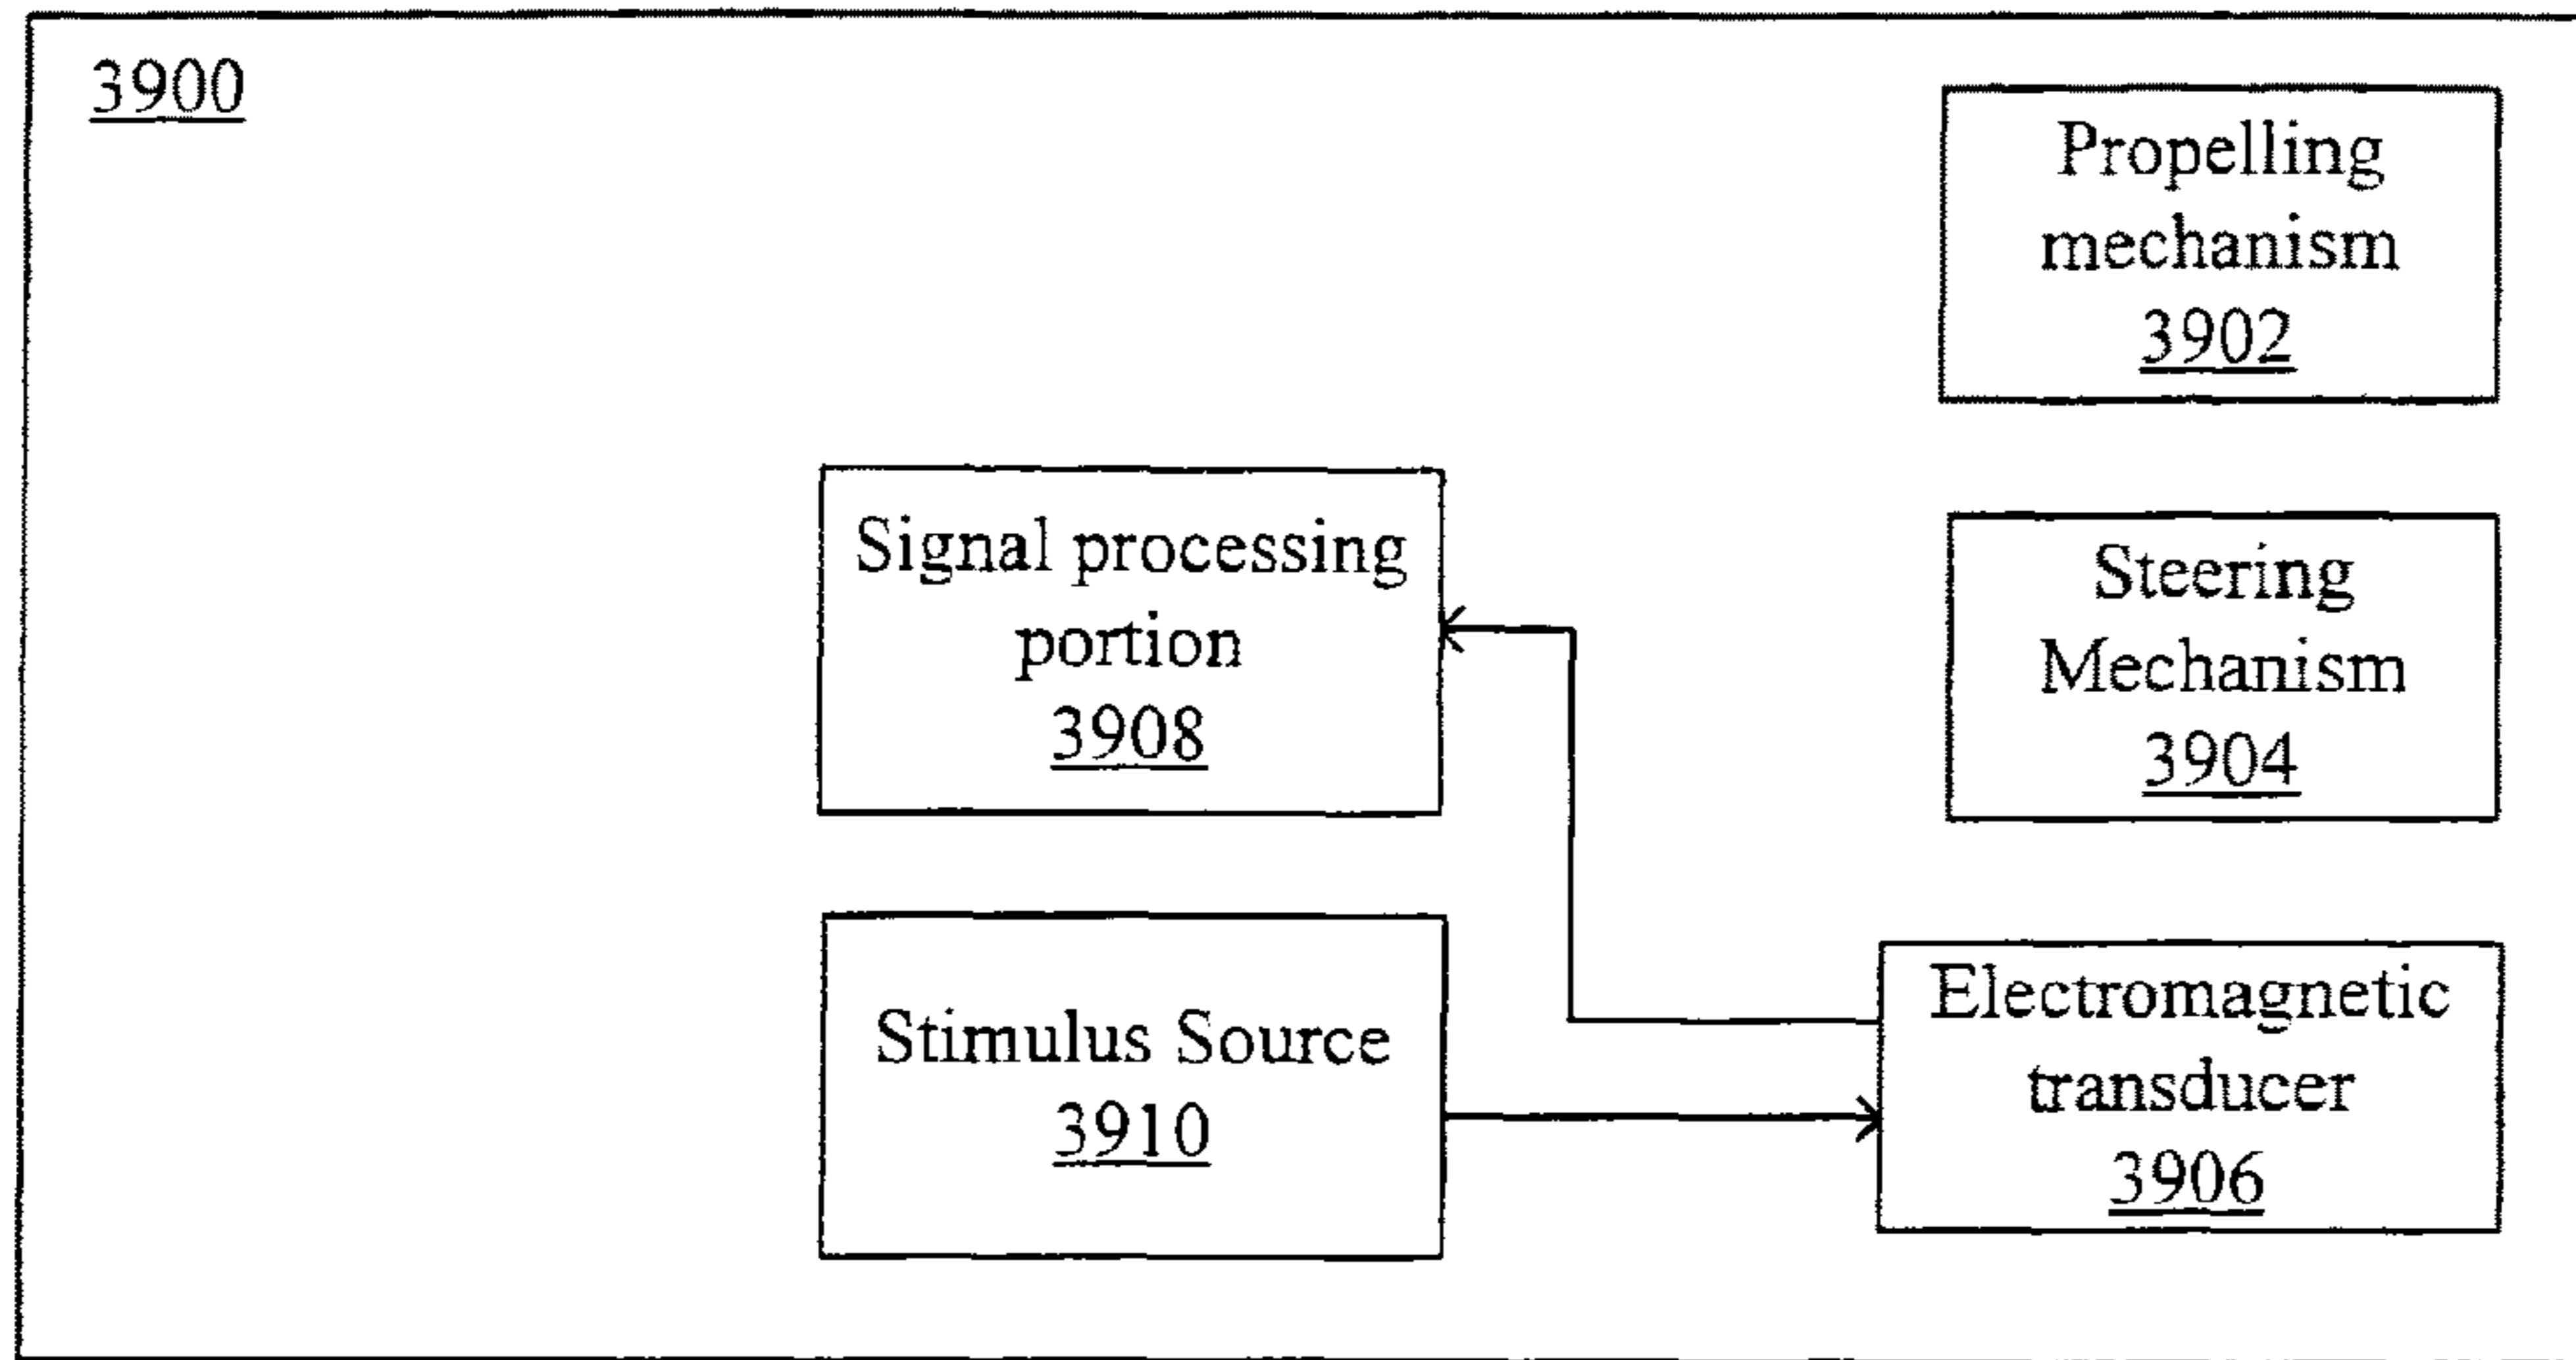 3900
Propelling
mechanism
3902
Signal processing
portion
3908
Steering
Mechanism
3904
Stimulus Source
3910
Electromagnetic
transducer
3906